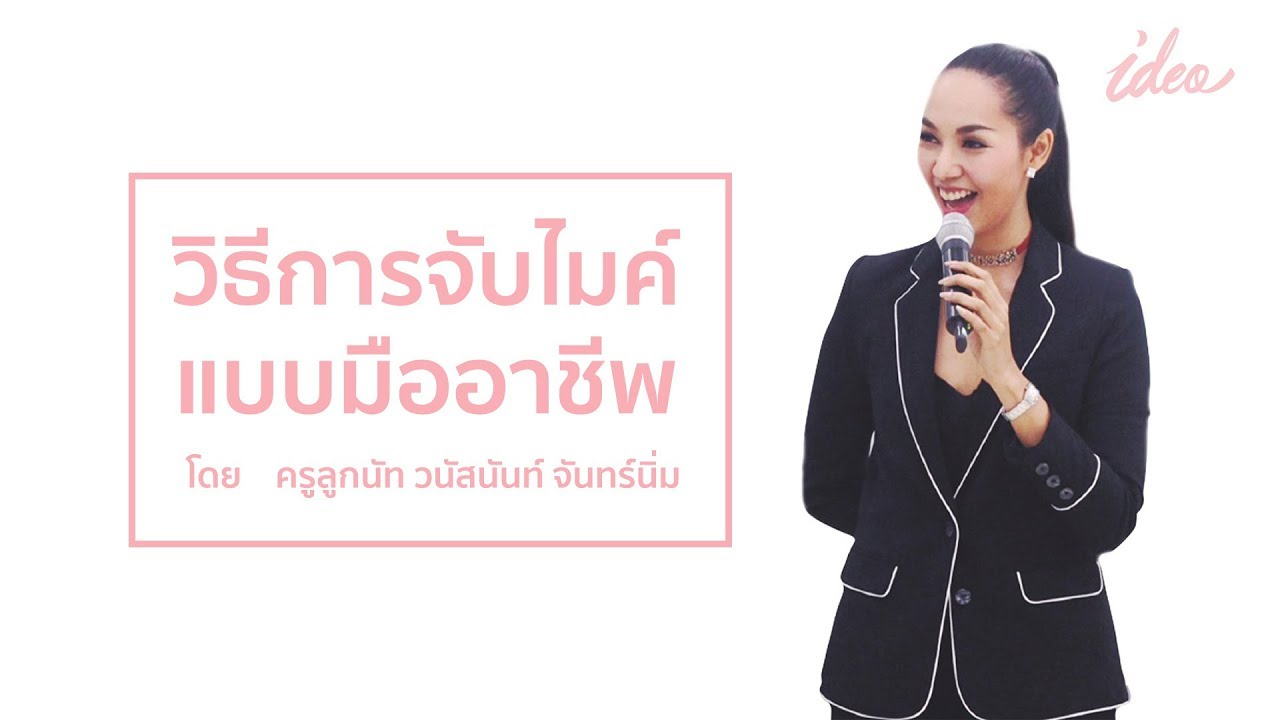 ideo
วิธีการจับไมค์
แบบมืออาชีพ
โดย ครูลูกนัท วนัสนันท์ จันทร์นิ่ม